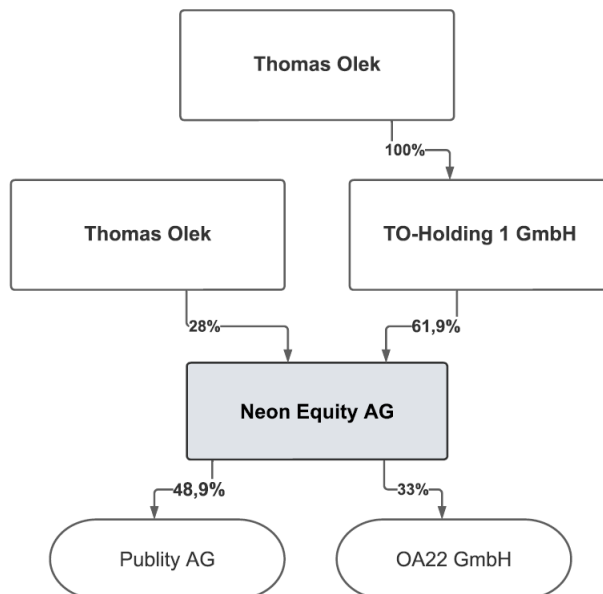 Thomas Olek
100%
Thomas Olek
TO-Holding 1 GmbH
28%
61,9%
Neon Equity AG
48,9%
33%
Publity AG
OA22 GmbH